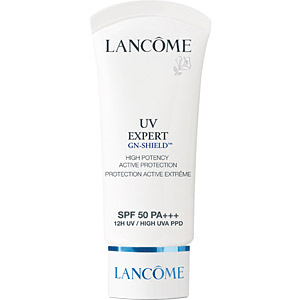 LANCÔME
UV
EXPERT
GN-SHIELD™
HIGH POTENCY
ACTIVE PROTECTION
PROTECTION ACTIVE EXTRÊME
SPF 50 PA+++
12H UV / HIGH UVA PPD
LANCÔME